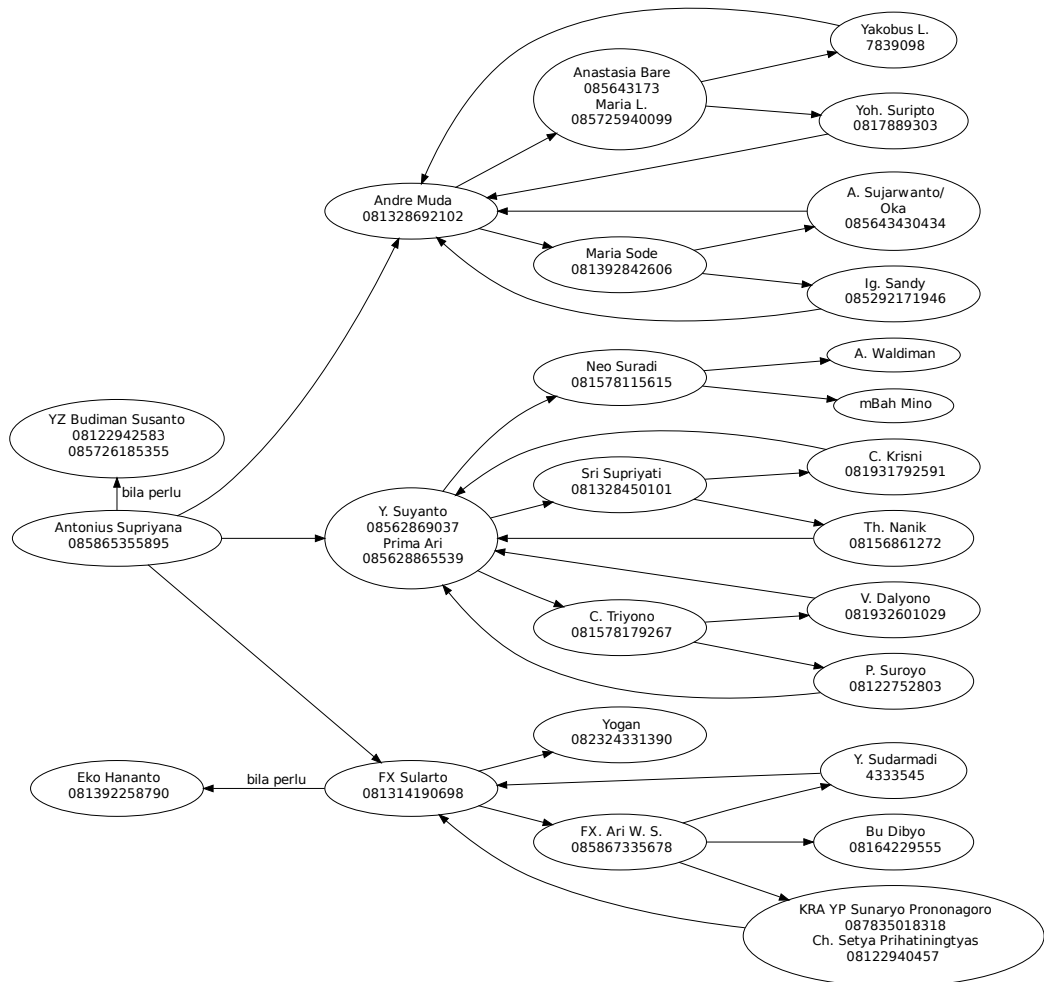 Yakobus L.
7839098
Anastasia Bare
085643173
Maria L.
085725940099
Yoh. Suripto
0817889303
Andre Muda
081328692102
A. Sujarwanto/
Oka
085643430434
Maria Sode
081392842606
Ig. Sandy
085292171946
Neo Suradi
081578115615
A. Waldiman
mBah Mino
YZ Budiman Susanto
08122942583
085726185355
bila perlu
Antonius Supriyana
085865355895
Y. Suyanto
08562869037
Prima Ari
085628865539
Sri Supriyati
081328450101
C. Krisni
081931792591
Th. Nanik
08156861272
C. Triyono
081578179267
V. Dalyono
081932601029
P. Suroyo
08122752803
Yogan
082324331390
Eko Hananto
081392258790
bila perlu
FX Sularto
081314190698
Y. Sudarmadi
4333545
FX. Ari W. S.
085867335678
Bu Dibyo
08164229555
KRA YP Sunaryo Prononagoro
087835018318
Ch. Setya Prihatiningtyas
08122940457